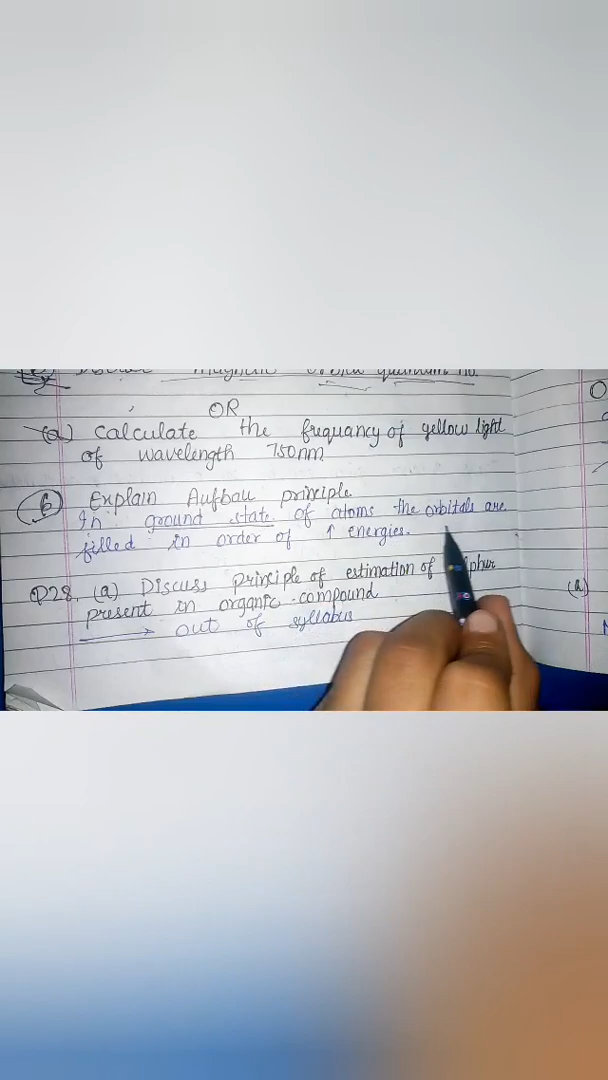 OR
(a) Calculate the frequancy of yellow light
of wavelength 750nm
(b) Explain Aufbau principle
In ground state of atoms the orbitals are
filled in order of ↑ energies.
Q28. (a) Discuss principle of estimation of
present in organic compound
→ out of syllabus
(a)